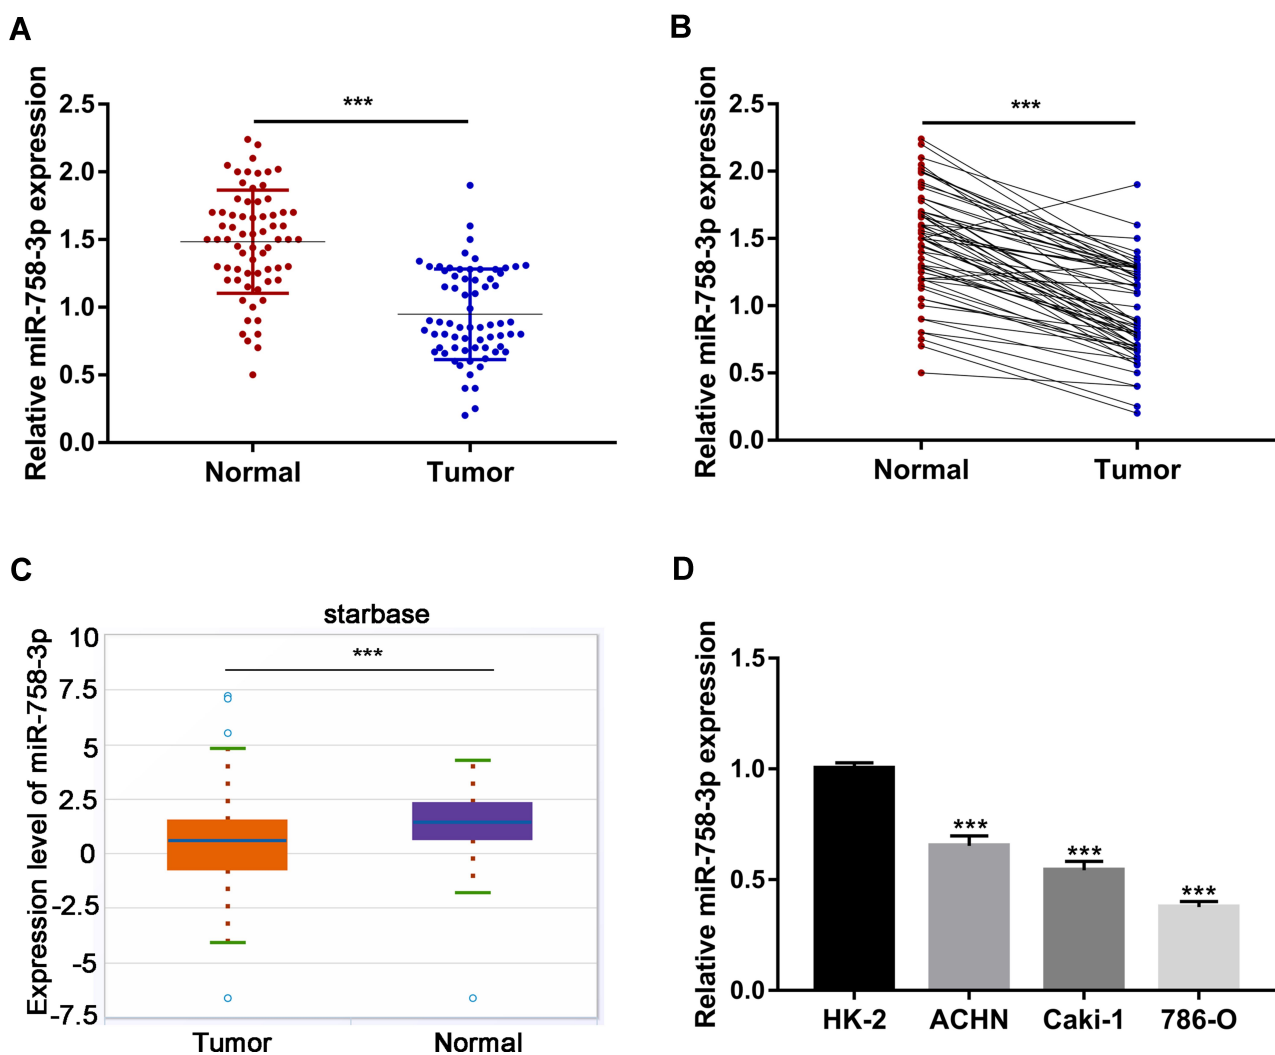 A
Relative miR-758-3p expression
2.5
2.0
1.5
1.0
0.5
0.0
***
Normal
Tumor
B
Relative miR-758-3p expression
2.5
2.0
1.5
1.0
0.5
0.0
***
Normal
Tumor
C
starbase
Expression level of miR-758-3p
10
7.5
5
2.5
0
-2.5
-5
-7.5
***
Tumor
Normal
D
Relative miR-758-3p expression
1.5
1.0
0.5
0.0
***
***
***
HK-2
ACHN
Caki-1
786-O